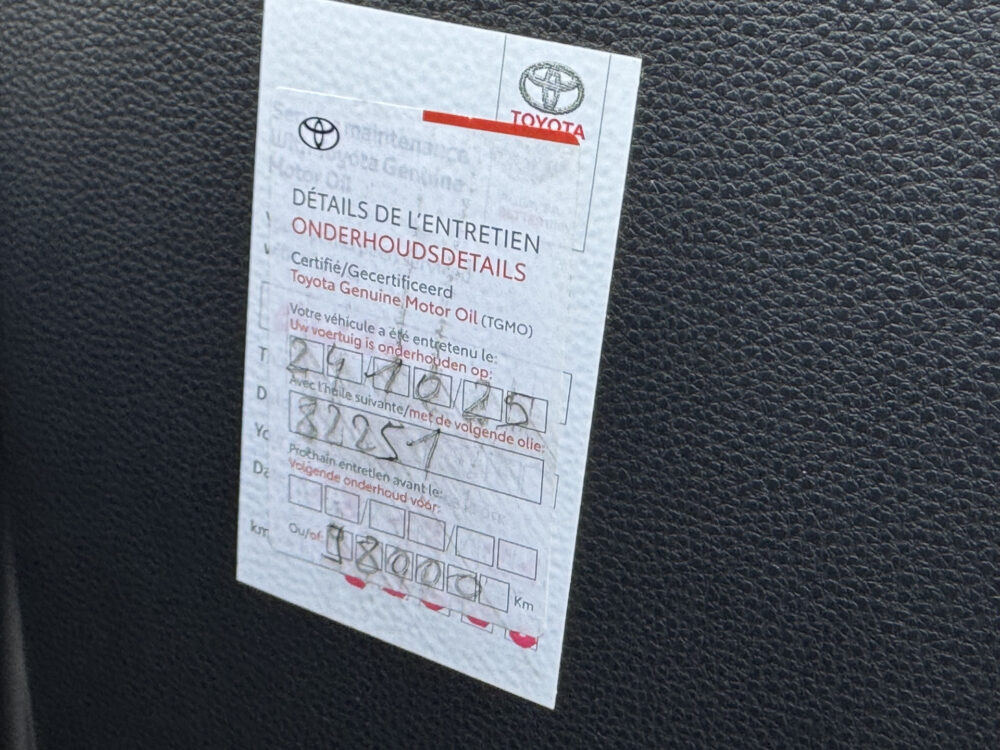 TOYOTA
DÉTAILS DE L'ENTRETIEN
ONDERHOUDSDETAILS
Certifié/Gecertificeerd
Toyota Genuine Motor Oil (TGMO)
Votre véhicule a été entretenu le:
Uw voertuig is onderhouden op:
24/10/25
Avec l'huile suivante/met de volgende olie:
82251
Prochain entretien avant le:
Volgende onderhoud vóór:
Ou/of 98000 Km